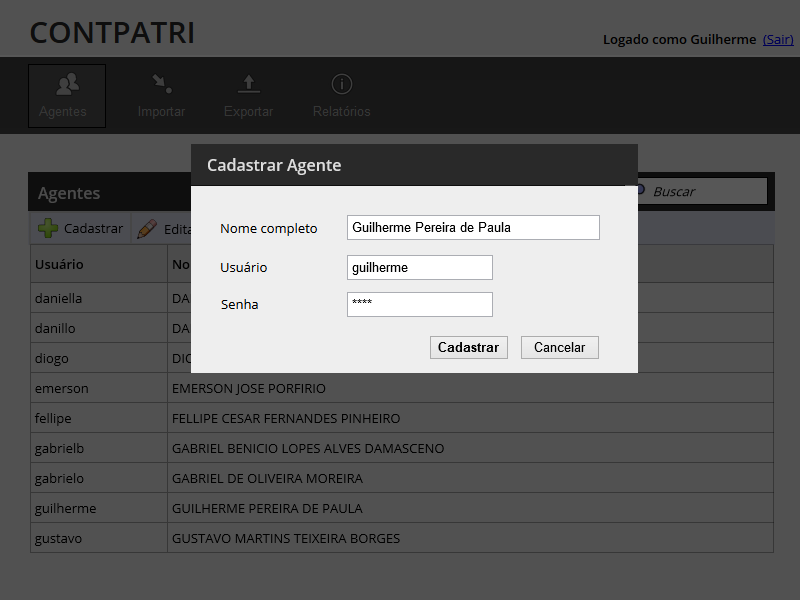 CONTPATRI
Logado como Guilherme (Sair)
Agentes Importar Exportar Relatórios
Cadastrar Agente
Agentes Buscar
Cadastrar Edita
Nome completo Guilherme Pereira de Paula
Usuário guilherme
Senha ****
Cadastrar Cancelar
Usuário No
daniella DA
danillo DA
diogo DIO
emerson EMERSON JOSE PORFIRIO
fellipe FELLIPE CESAR FERNANDES PINHEIRO
gabrielb GABRIEL BENICIO LOPES ALVES DAMASCENO
gabrielo GABRIEL DE OLIVEIRA MOREIRA
guilherme GUILHERME PEREIRA DE PAULA
gustavo GUSTAVO MARTINS TEIXEIRA BORGES